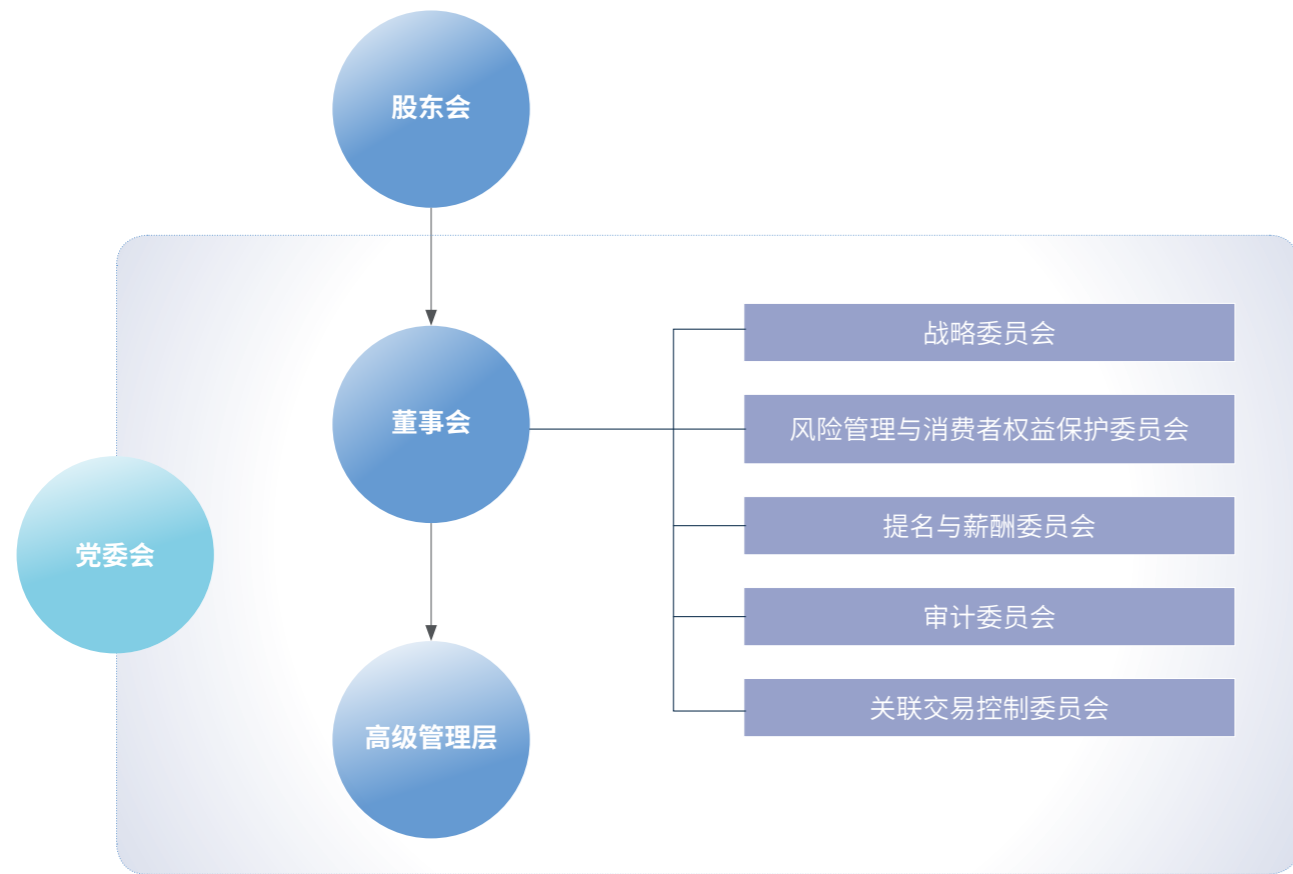 股东会
董事会
党委会
高级管理层
战略委员会
风险管理与消费者权益保护委员会
提名与薪酬委员会
审计委员会
关联交易控制委员会